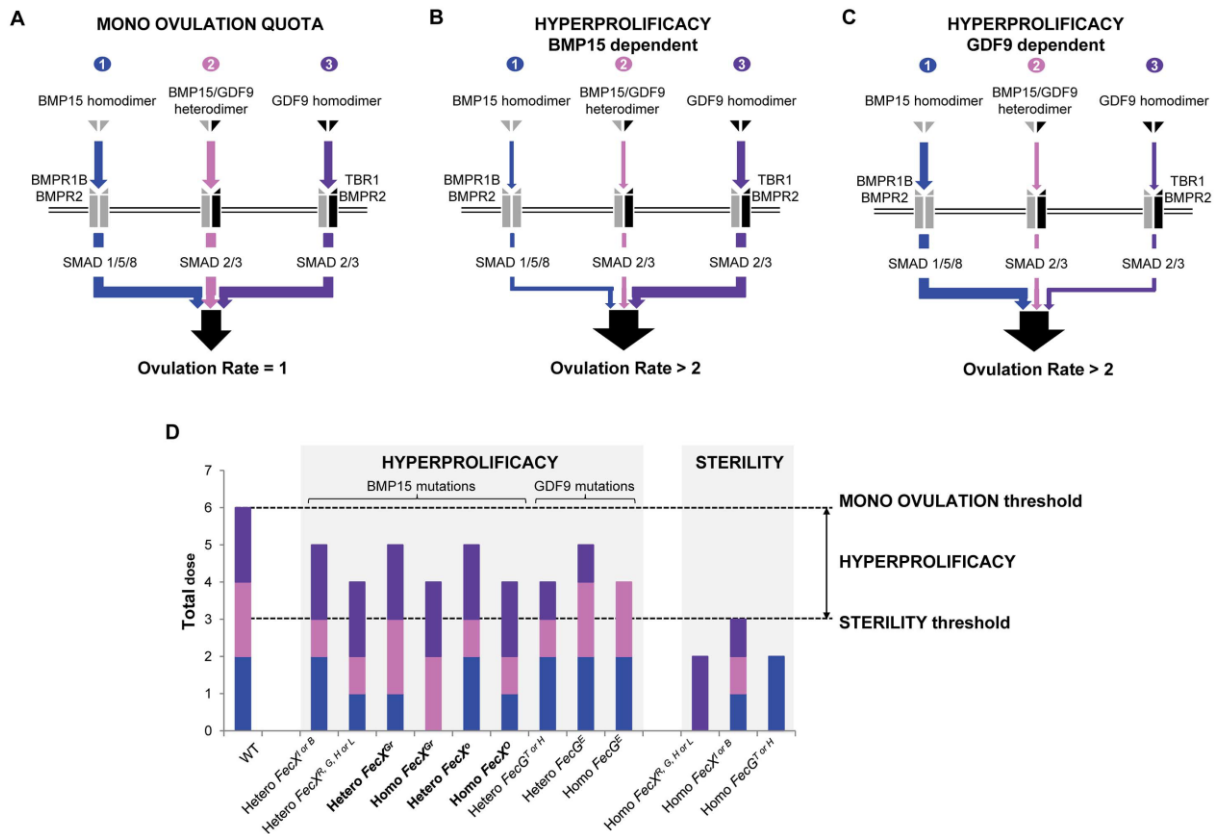 A
MONO OVULATION QUOTA
1
2
3
BMP15 homodimer
BMP15/GDF9
heterodimer
GDF9 homodimer
BMPR1B
BMPR2
TBR1
BMPR2
SMAD 1/5/8
SMAD 2/3
SMAD 2/3
Ovulation Rate = 1
B
HYPERPROLIFICACY
BMP15 dependent
1
2
3
BMP15 homodimer
BMP15/GDF9
heterodimer
GDF9 homodimer
BMPR1B
BMPR2
TBR1
BMPR2
SMAD 1/5/8
SMAD 2/3
SMAD 2/3
Ovulation Rate > 2
C
HYPERPROLIFICACY
GDF9 dependent
1
2
3
BMP15 homodimer
BMP15/GDF9
heterodimer
GDF9 homodimer
BMPR1B
BMPR2
TBR1
BMPR2
SMAD 1/5/8
SMAD 2/3
SMAD 2/3
Ovulation Rate > 2
D
HYPERPROLIFICACY
BMP15 mutations
GDF9 mutations
STERILITY
Total dose
7
6
5
4
3
2
1
0
MONO OVULATION threshold
HYPERPROLIFICACY
STERILITY threshold
WT
Hetero FecX^I or B
Hetero FecX^R, G, H or L
Hetero FecX^Gr
Homo FecX^Gr
Hetero FecX^o
Homo FecX^O
Hetero FecG^T or H
Hetero FecG^E
Homo FecG^E
Homo FecX^R, G, H or L
Homo FecX^I or B
Homo FecG^T or H